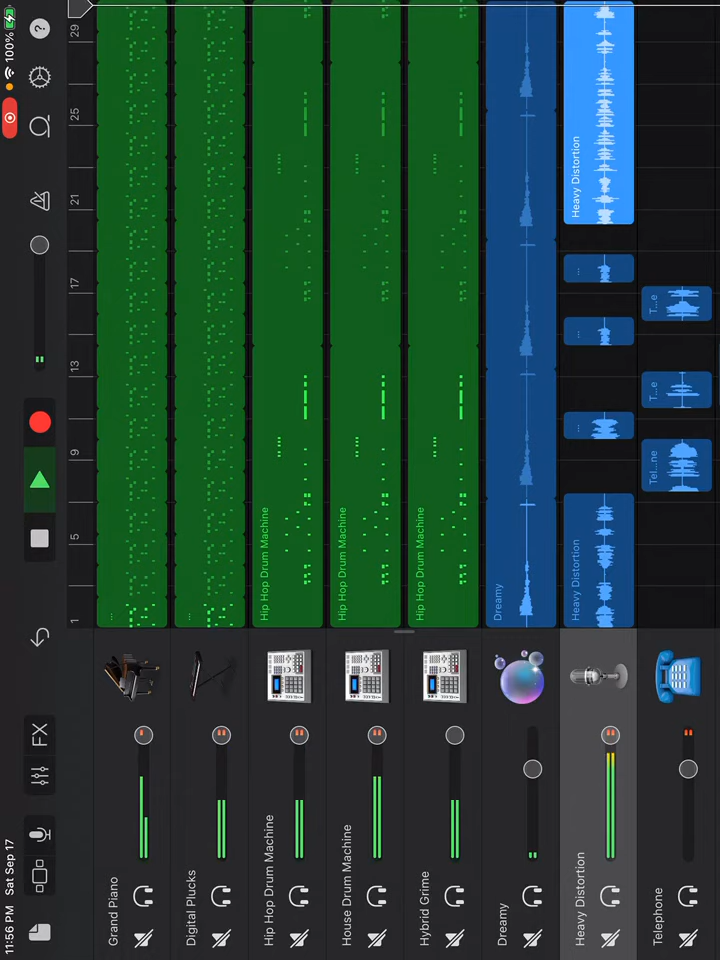 11:56 PM Sat Sep 17
100%
FX
?
1 5 9 13 17 21 25 29
Grand Piano
...
Digital Plucks
...
Hip Hop Drum Machine
Hip Hop Drum Machine
House Drum Machine
Hip Hop Drum Machine
Hybrid Grime
Hip Hop Drum Machine
Dreamy
Dreamy
Heavy Distortion
Heavy Distortion
...
...
...
Heavy Distortion
Telephone
Tel...ne
T...e
T...e